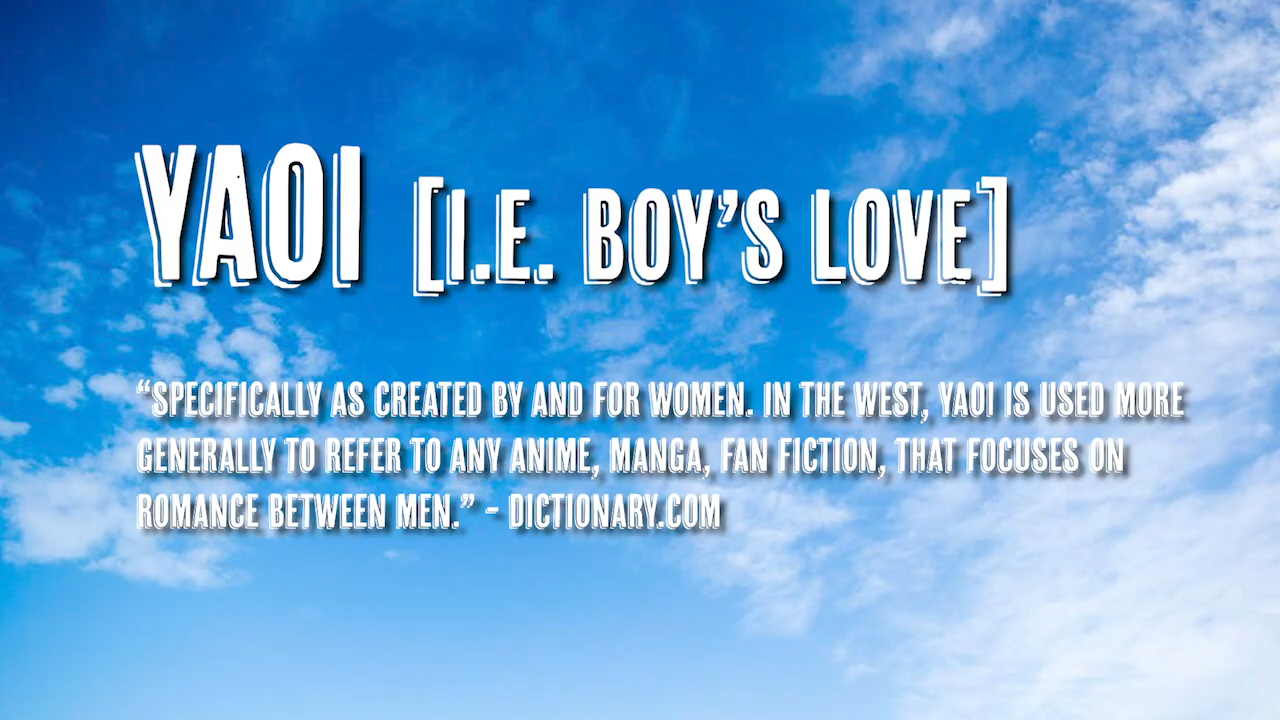 YAOI [I.E. BOY’S LOVE]
“SPECIFICALLY AS CREATED BY AND FOR WOMEN. IN THE WEST, YAOI IS USED MORE
GENERALLY TO REFER TO ANY ANIME, MANGA, FAN FICTION, THAT FOCUSES ON
ROMANCE BETWEEN MEN.” - DICTIONARY.COM